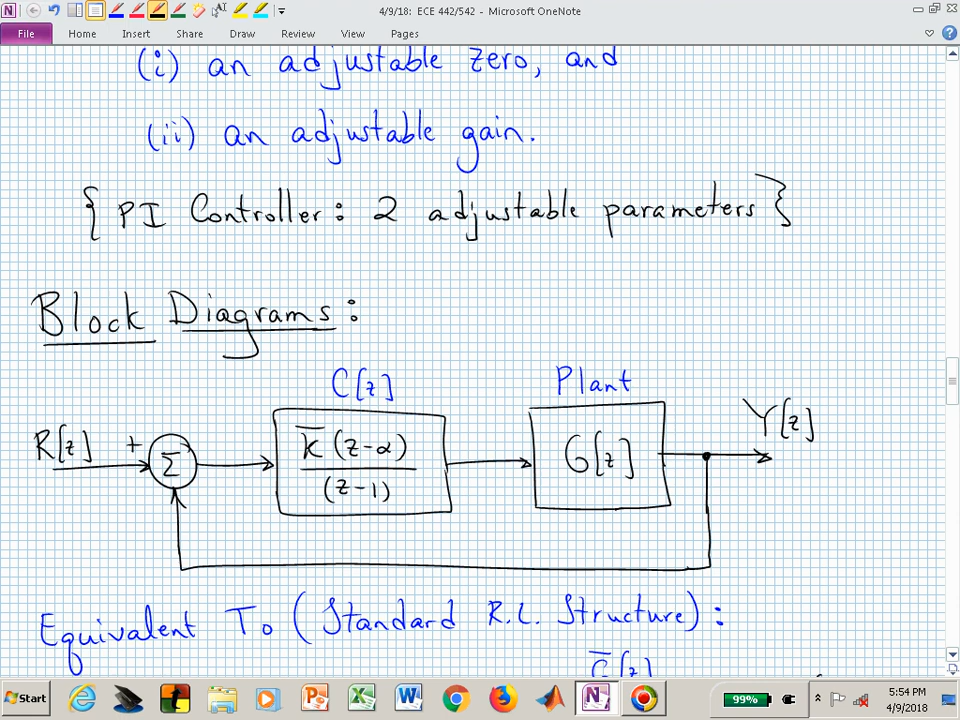 4/9/18: ECE 442/542 - Microsoft OneNote
File Home Insert Share Draw Review View Pages
(i) an adjustable zero, and
(ii) an adjustable gain.
{ PI Controller: 2 adjustable parameters }
Block Diagrams:
C[z] Plant
R[z] + Σ K̅(z-α) / (z-1) G[z] Y[z]
Equivalent To (Standard R.L. Structure):
G̅[z]
Start 99% 5:54 PM
4/9/2018